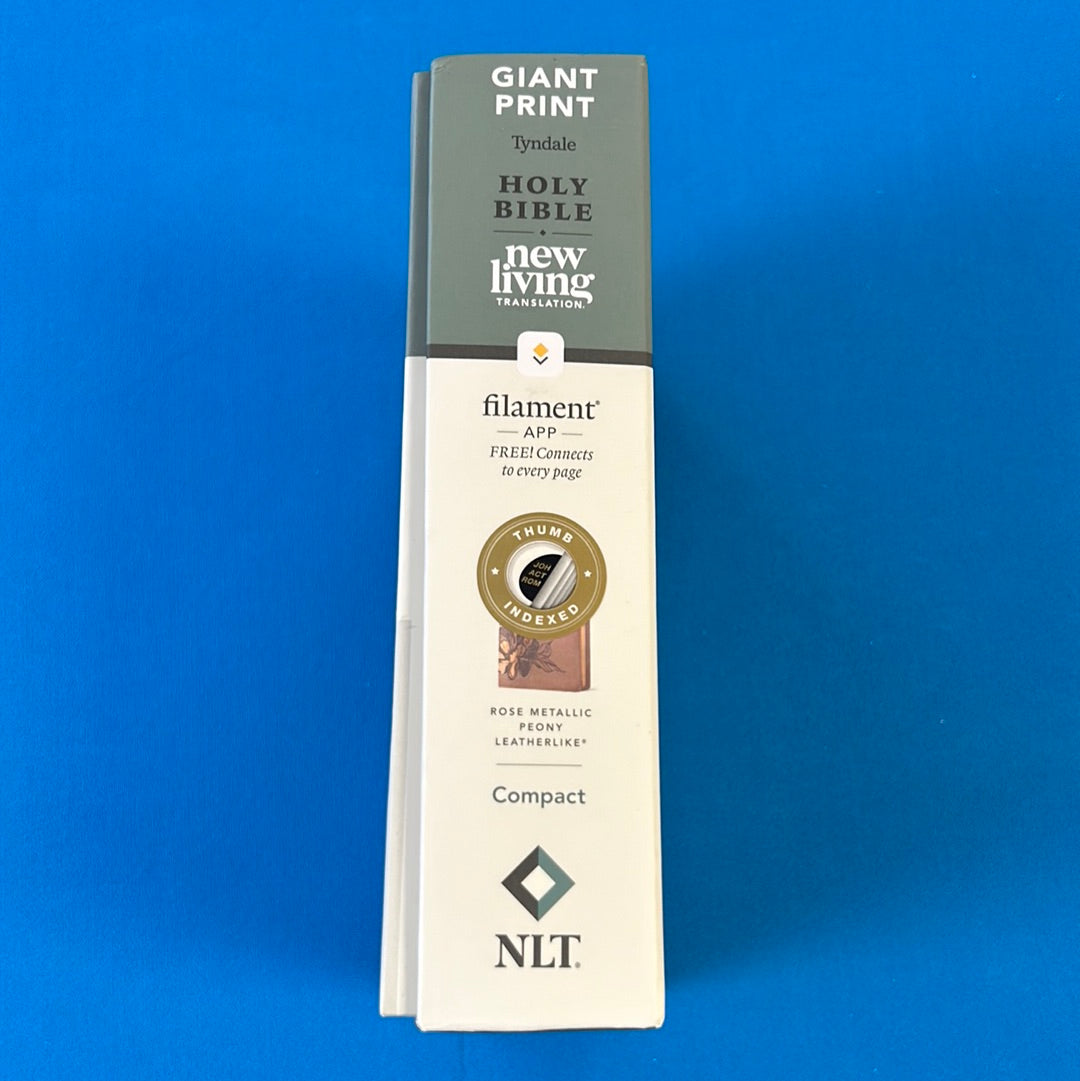 GIANT
PRINT
Tyndale
HOLY
BIBLE
new
living
TRANSLATION.
filament®
APP
FREE! Connects
to every page
THUMB
JOH
ACT
ROM
INDEXED
ROSE METALLIC
PEONY
LEATHERLIKE®
Compact
NLT®